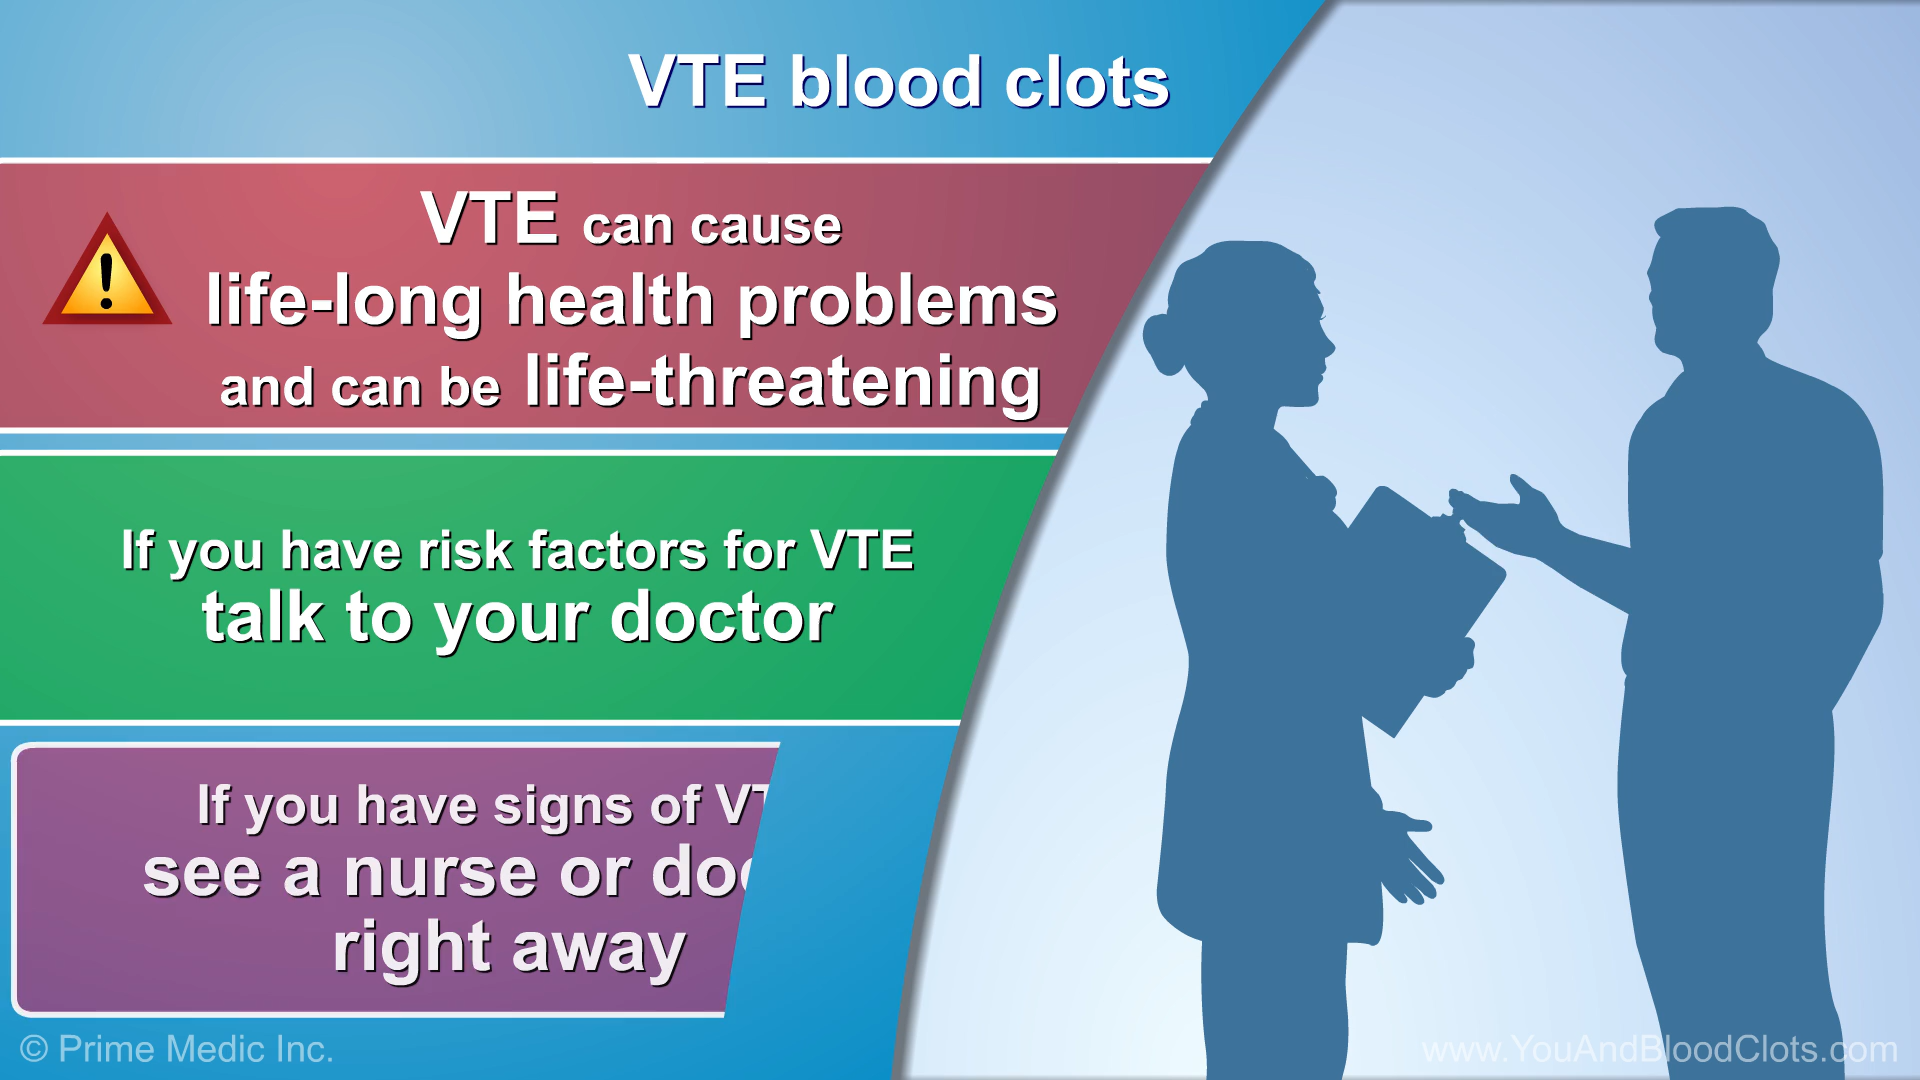 VTE blood clots
VTE can cause
life-long health problems
and can be life-threatening
If you have risk factors for VTE
talk to your doctor
If you have signs of
see a nurse or
right away
© Prime Medic Inc.
www.YouAndBloodClots.com